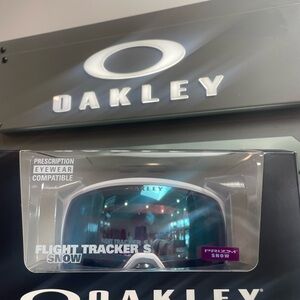 OAKLEY
PRESCRIPTION
EYEWEAR
COMPATIBLE
OAKLEY
FLIGHT TRACKER S
SNOW
PRIZM
SNOW
OAKLEY